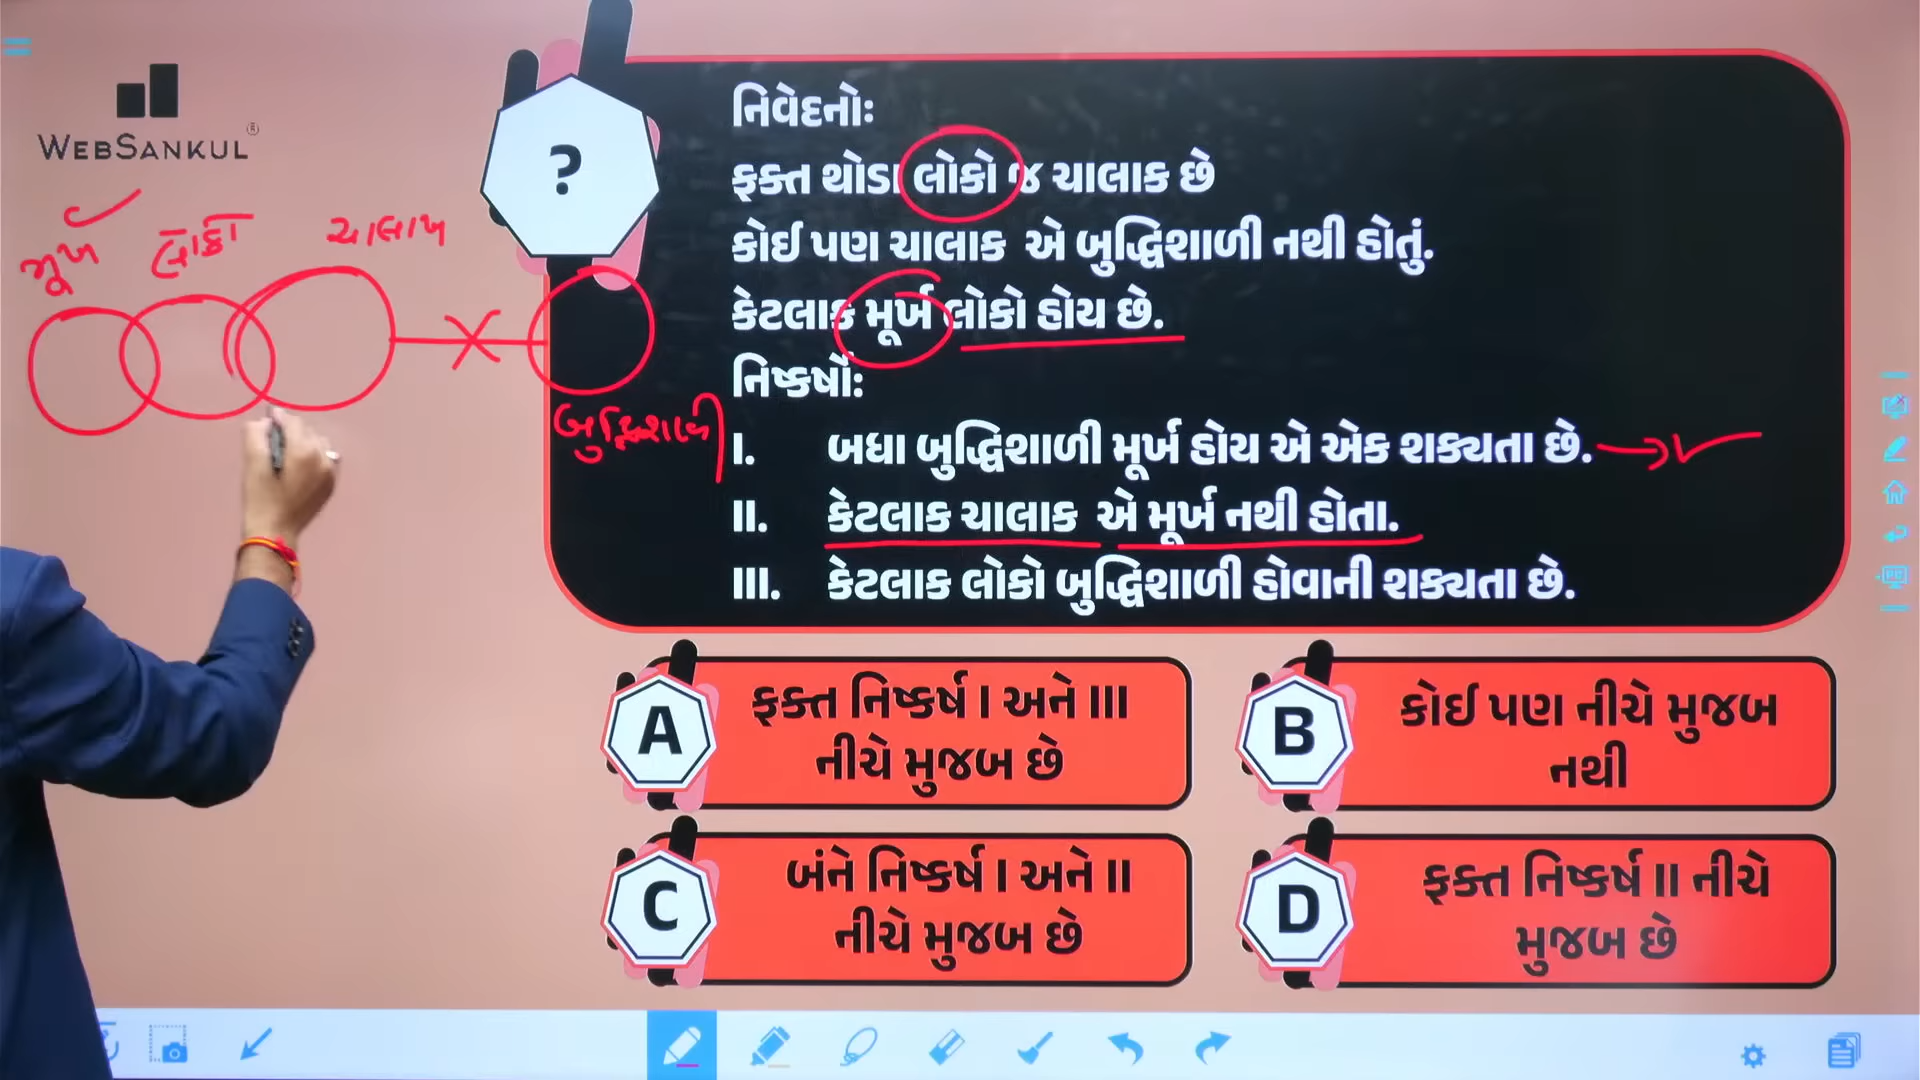 WEBSANKUL®
?
નિવેદનોઃ
ફક્ત થોડા લોકો જ ચાલાક છે
કોઈ પણ ચાલાક એ બુદ્ધિશાળી નથી હોતું.
કેટલાક મૂર્ખ લોકો હોય છે.
નિષ્કર્ષોઃ
I. બધા બુદ્ધિશાળી મૂર્ખ હોય એ એક શક્યતા છે.
II. કેટલાક ચાલાક એ મૂર્ખ નથી હોતા.
III. કેટલાક લોકો બુદ્ધિશાળી હોવાની શક્યતા છે.
મૂર્ખ
લોકો
ચાલાખ
બુદ્ધિશાળી
A
ફક્ત નિષ્કર્ષ I અને III
નીચે મુજબ છે
B
કોઈ પણ નીચે મુજબ
નથી
C
બંને નિષ્કર્ષ I અને II
નીચે મુજબ છે
D
ફક્ત નિષ્કર્ષ II નીચે
મુજબ છે